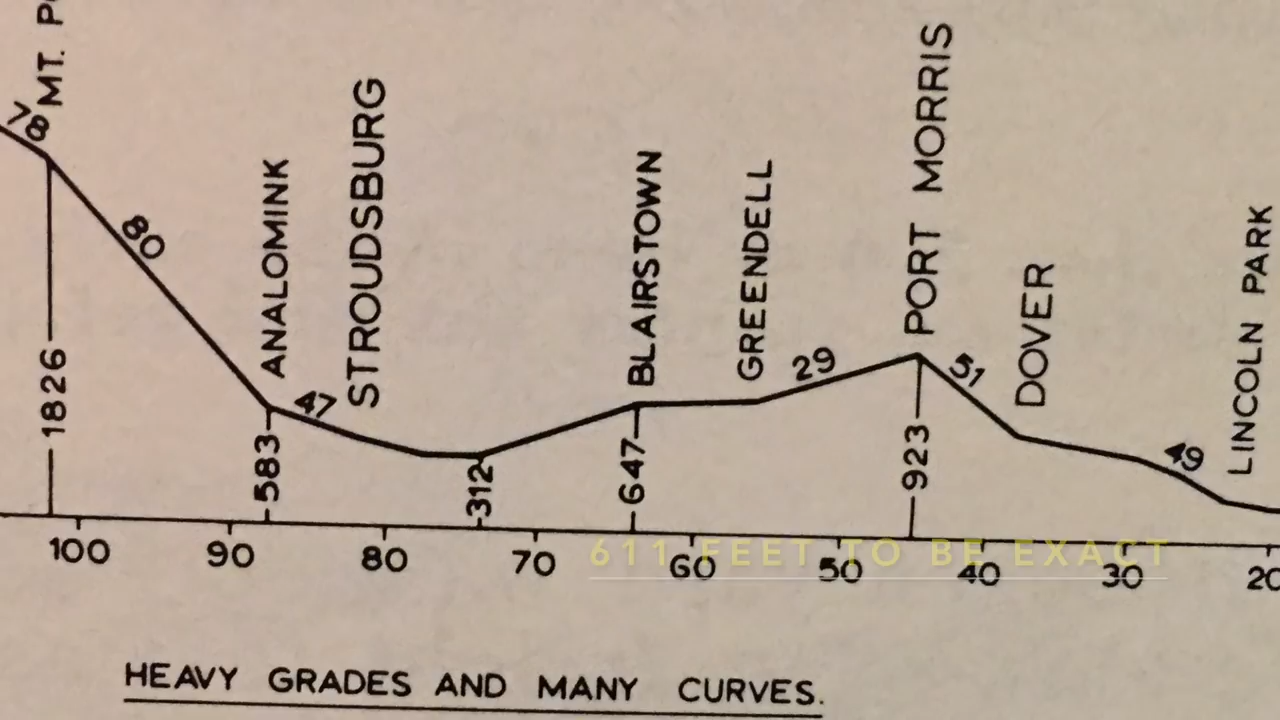 78 MT.
80
ANALOMINK
47
STROUDSBURG
BLAIRSTOWN
GREENDELL
29
PORT MORRIS
51
DOVER
49
LINCOLN PARK
1826
583
312
647
923
100 90 80 70 60 50 40 30 20
611 FEET TO BE EXACT
HEAVY GRADES AND MANY CURVES.